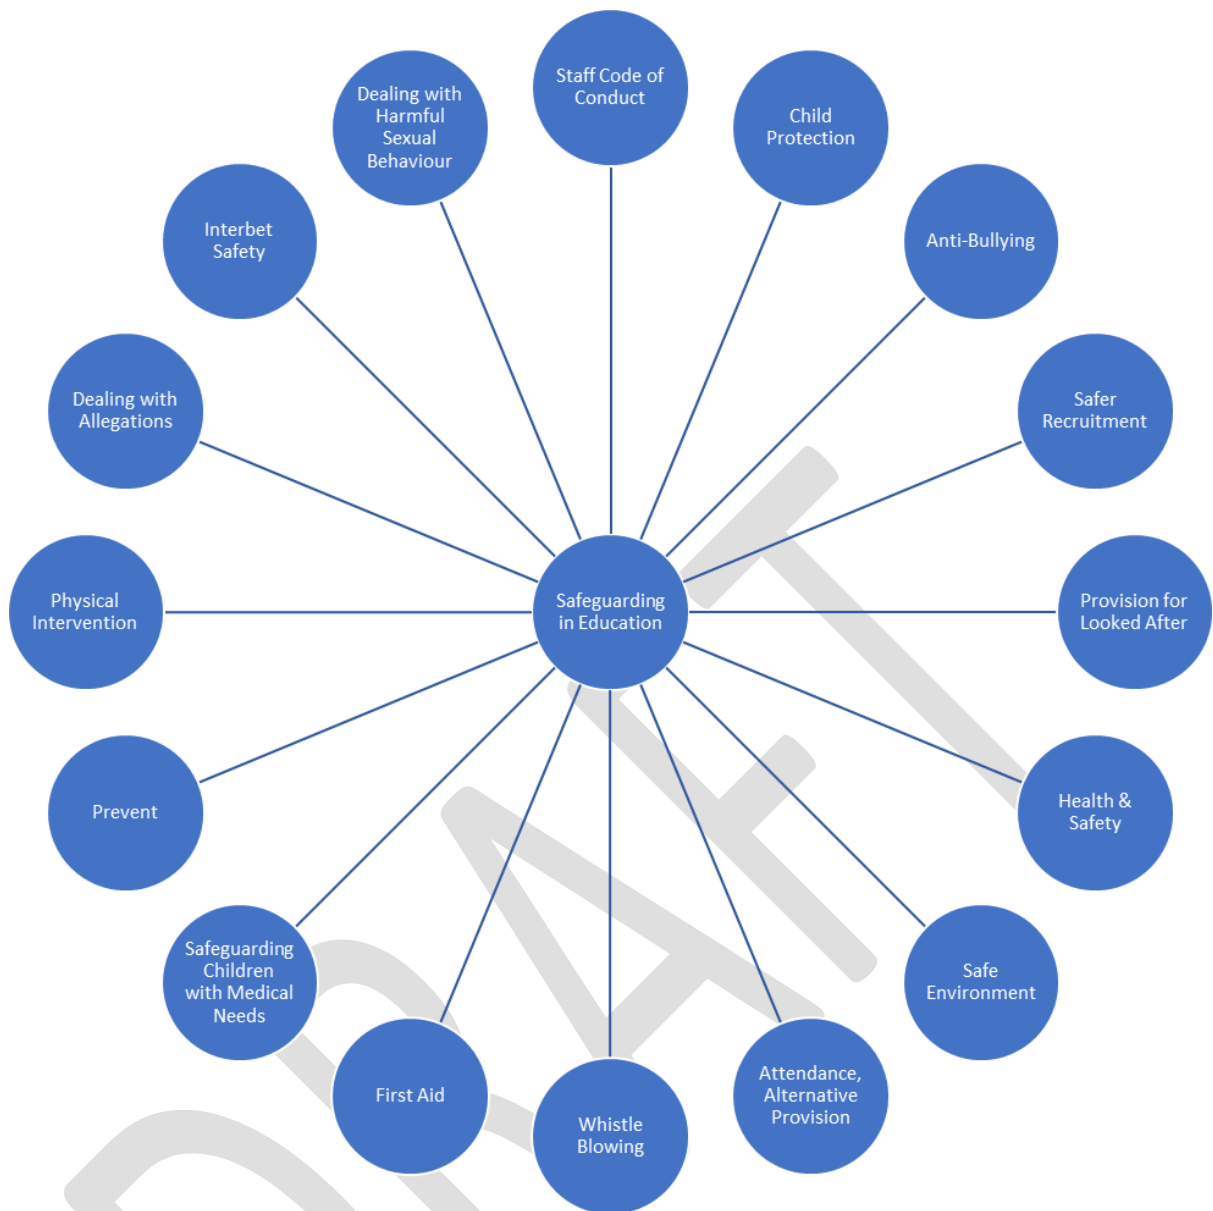 Staff Code of
Conduct
Child
Protection
Anti-Bullying
Safer
Recruitment
Provision for
Looked After
Health &
Safety
Safe
Environment
Attendance,
Alternative
Provision
Whistle
Blowing
First Aid
Safeguarding
Children
with Medical
Needs
Prevent
Physical
Intervention
Dealing with
Allegations
Interbet
Safety
Dealing with
Harmful
Sexual
Behaviour
Safeguarding
in Education
DRAFT